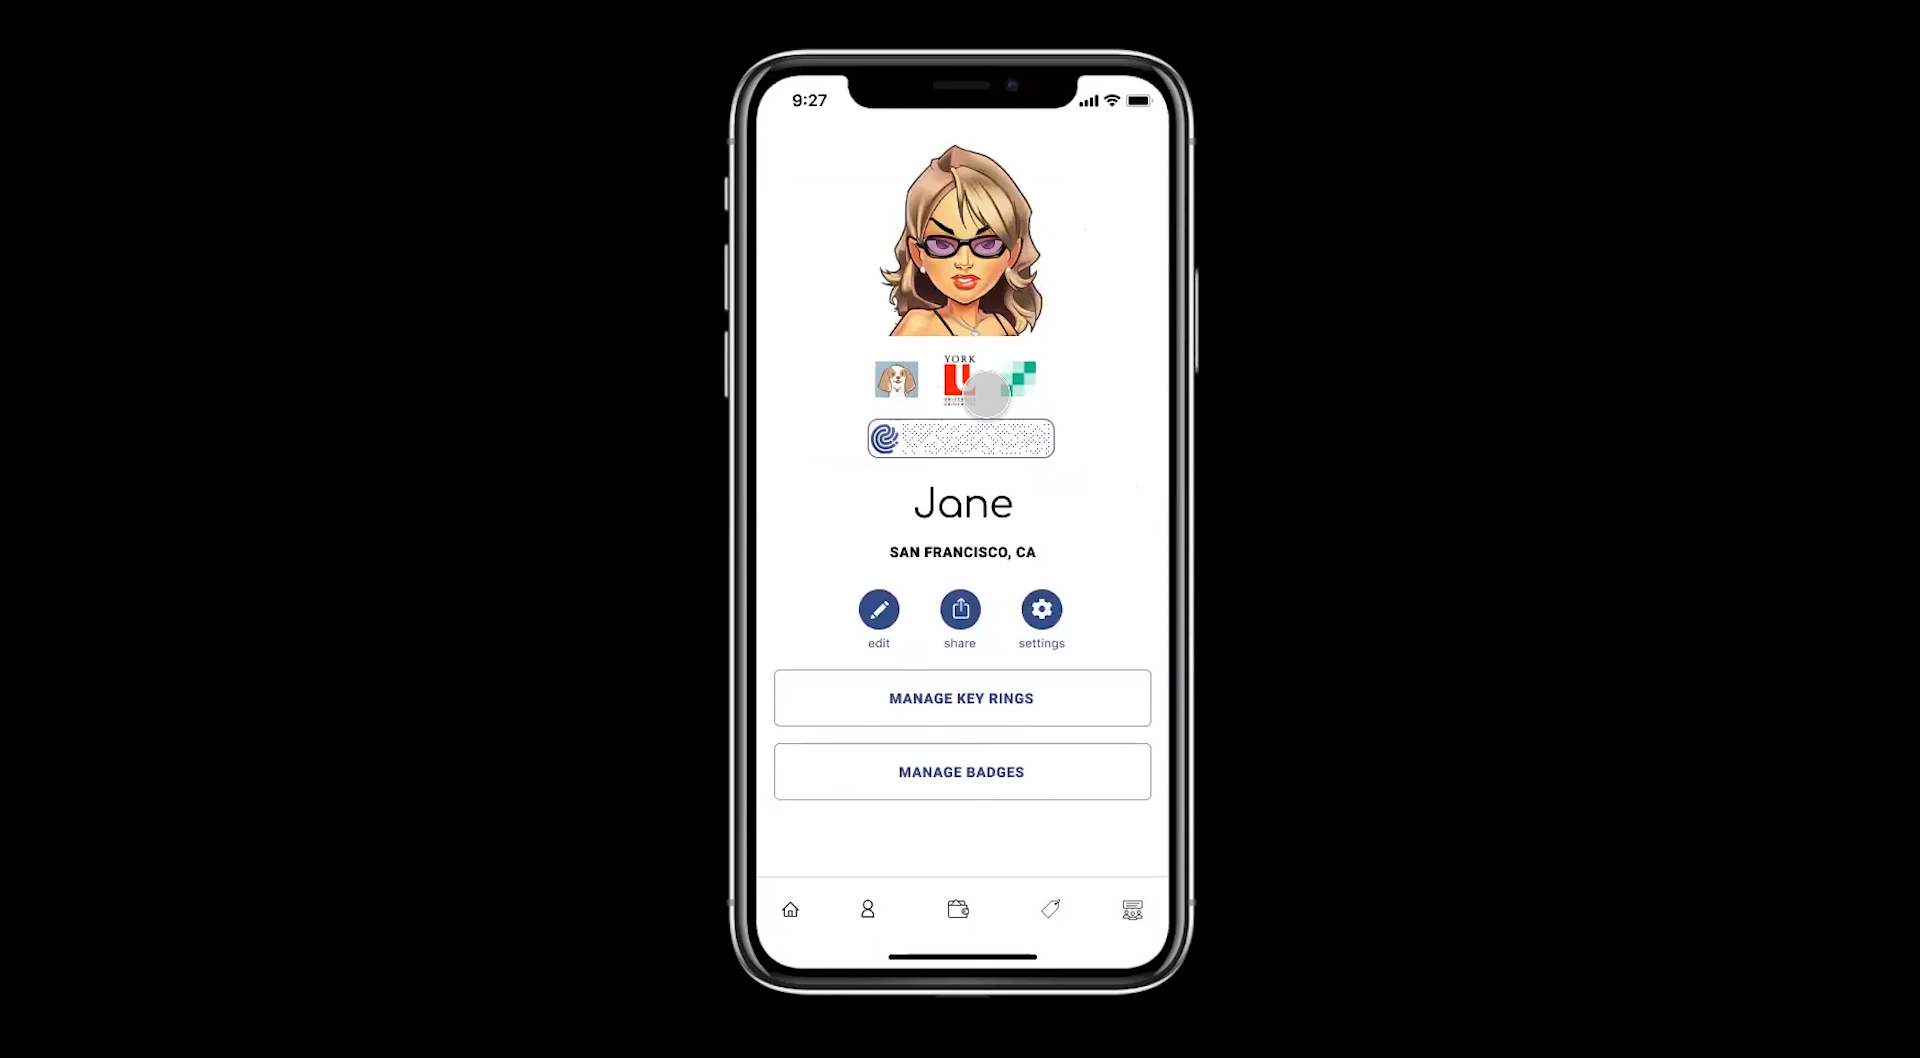 9:27
YORK
U
Jane
SAN FRANCISCO, CA
edit
share
settings
MANAGE KEY RINGS
MANAGE BADGES